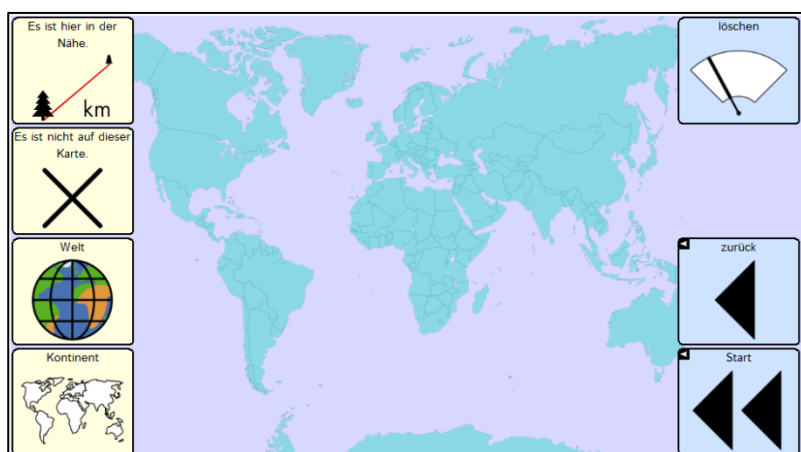 Es ist hier in der
Nähe.
km
Es ist nicht auf dieser
Karte.
Welt
Kontinent
löschen
zurück
Start